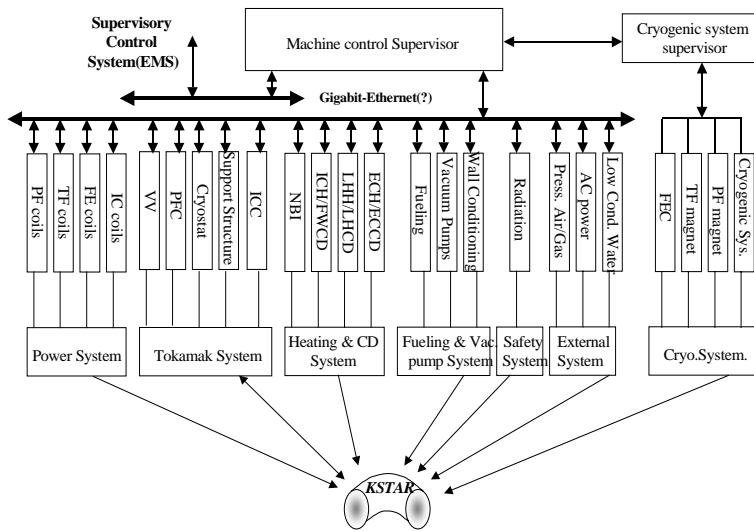 Supervisory
Control
System(EMS)
Machine control Supervisor
Cryogenic system
supervisor
Gigabit-Ethernet(?)
PF coils
TF coils
FE coils
IC coils
VV
PFC
Cryostat
Support Structure
ICC
NBI
ICH/FWCD
LHH/LHCD
ECH/ECCD
Fueling
Vacuum Pumps
Wall Conditioning
Radiation
Press. Air/Gas
AC power
Low Cond. Water
FEC
TF magnet
PF magnet
Cryogenic Sys.
Power System
Tokamak System
Heating & CD
System
Fueling & Vac.
pump System
Safety
System
External
System
Cryo.System.
KSTAR